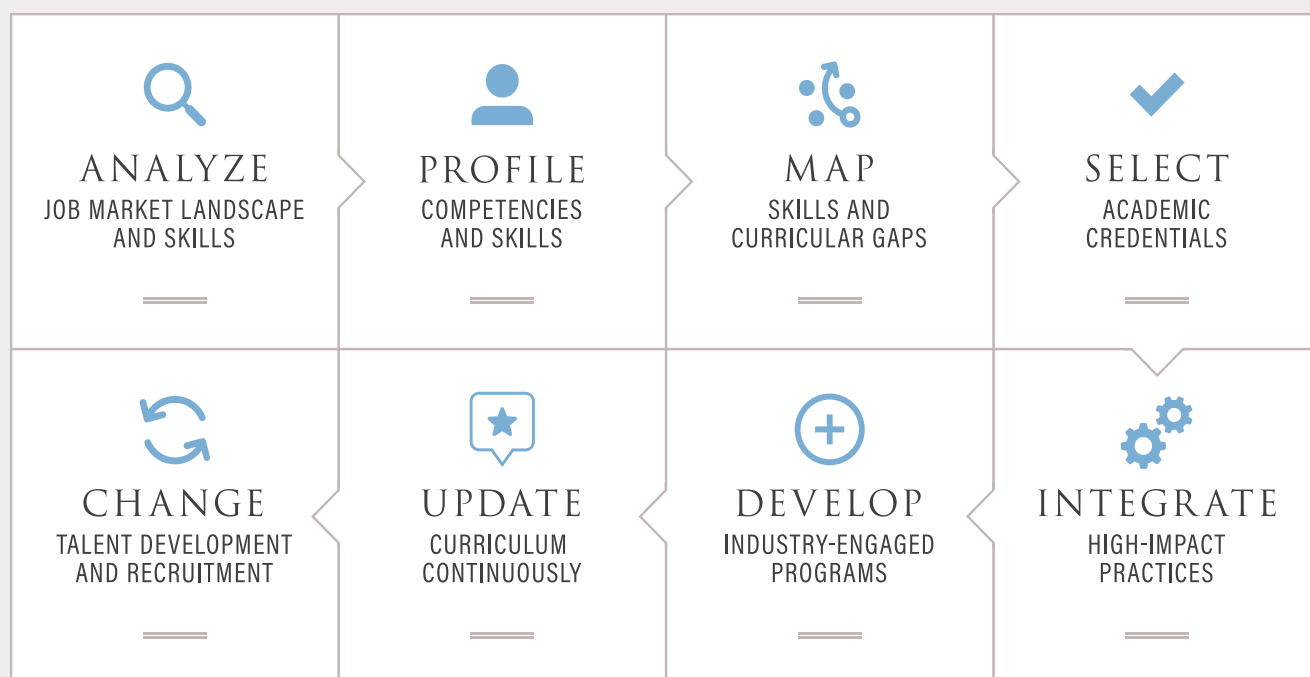 ANALYZE
JOB MARKET LANDSCAPE
AND SKILLS
PROFILE
COMPETENCIES
AND SKILLS
MAP
SKILLS AND
CURRICULAR GAPS
SELECT
ACADEMIC
CREDENTIALS
INTEGRATE
HIGH-IMPACT
PRACTICES
DEVELOP
INDUSTRY-ENGAGED
PROGRAMS
UPDATE
CURRICULUM
CONTINUOUSLY
CHANGE
TALENT DEVELOPMENT
AND RECRUITMENT